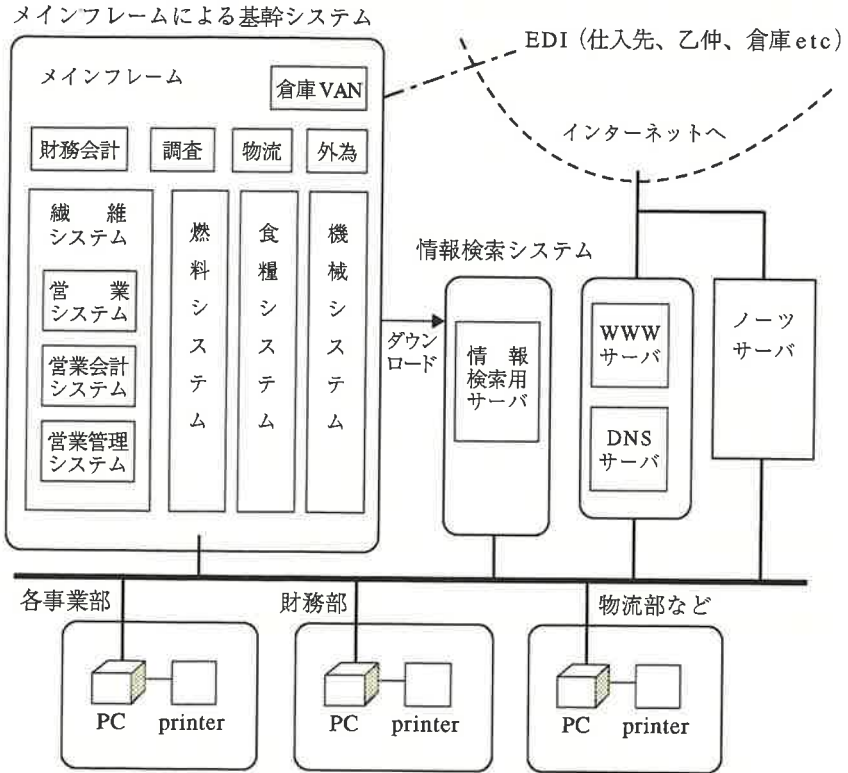 メインフレームによる基幹システム
EDI（仕入先、乙仲、倉庫etc）
メインフレーム
倉庫VAN
インターネットへ
財務会計
調査
物流
外為
繊維
システム
営業
システム
営業会計
システム
営業管理
システム
燃料システム
食糧システム
機械システム
ダウン
ロード
情報検索システム
情報
検索用
サーバ
WWW
サーバ
DNS
サーバ
ノーツ
サーバ
各事業部
財務部
物流部など
PC printer
PC printer
PC printer